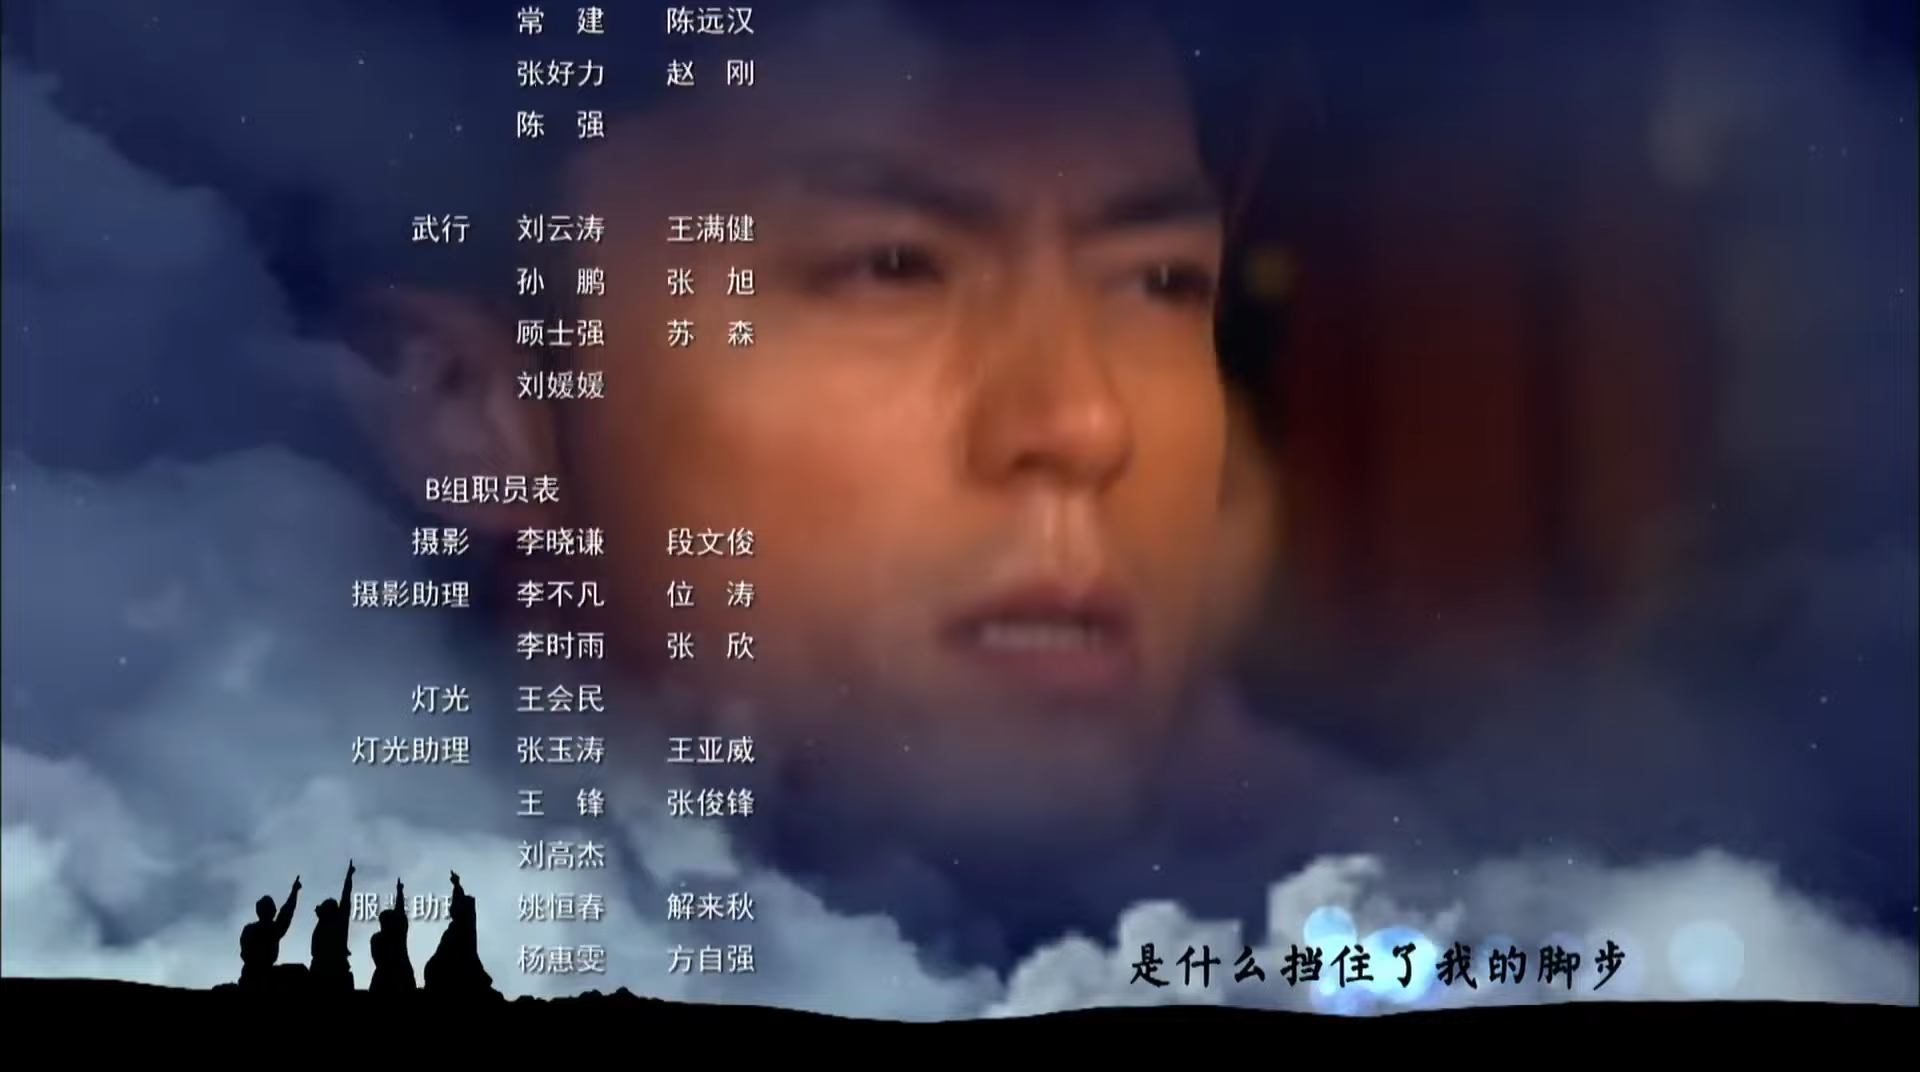 常　建　陈远汉
张好力　赵　刚
陈　强
武行　刘云涛　王满健
孙　鹏　张　旭
顾士强　苏　森
刘媛媛
B组职员表
摄影　李晓谦　段文俊
摄影助理　李不凡　位　涛
李时雨　张　欣
灯光　王会民
灯光助理　张玉涛　王亚威
王　锋　张俊锋
刘高杰
服装助理　姚恒春　解来秋
杨惠雯　方自强
是什么挡住了我的脚步